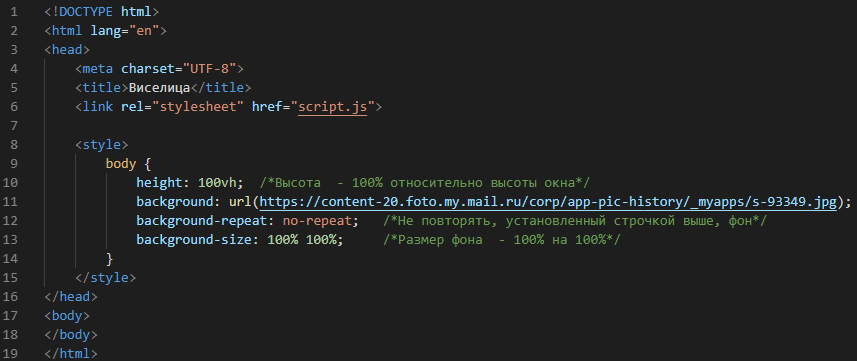 1 <!DOCTYPE html>
2 <html lang="en">
3 <head>
4     <meta charset="UTF-8">
5     <title>Виселица</title>
6     <link rel="stylesheet" href="script.js">
7
8     <style>
9         body {
10             height: 100vh;  /*Высота  - 100% относительно высоты окна*/
11             background: url(https://content-20.foto.my.mail.ru/corp/app-pic-history/_myapps/s-93349.jpg);
12             background-repeat: no-repeat;   /*Не повторять, установленный строчкой выше, фон*/
13             background-size: 100% 100%;     /*Размер фона  - 100% на 100%*/
14         }
15     </style>
16 </head>
17 <body>
18 </body>
19 </html>